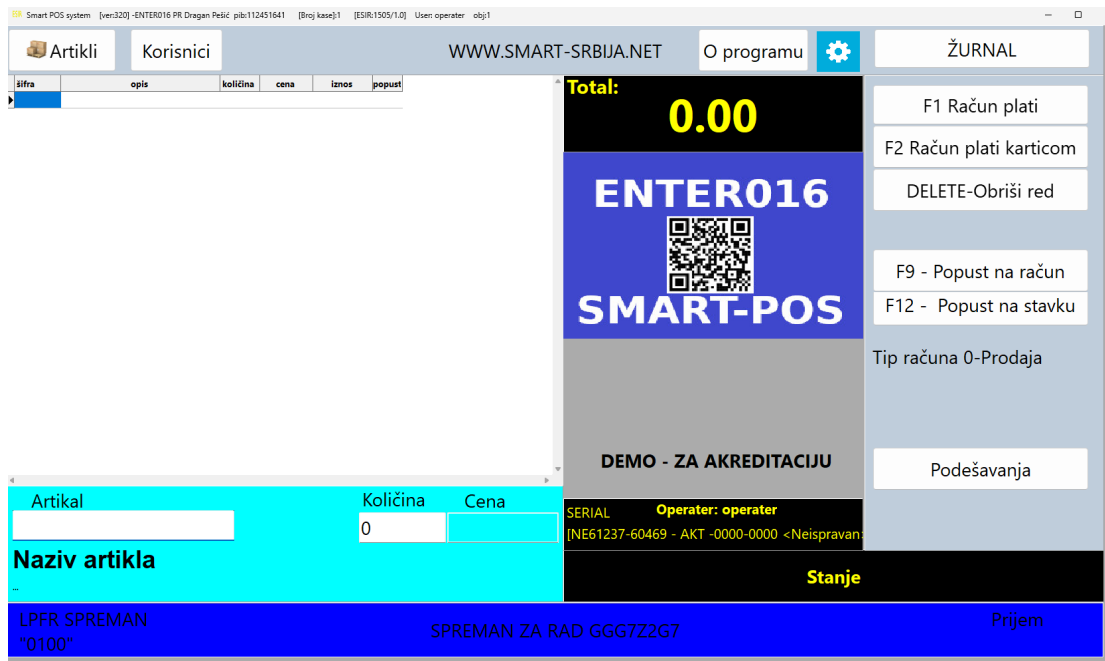 Smart POS system [ver:320] -ENTER016 PR Dragan Pešić pib:112451641 [Broj kase]:1 [ESIR:1505/1.0] User: operater obj:1
Artikli Korisnici WWW.SMART-SRBIJA.NET O programu ŽURNAL
šifra opis količina cena iznos popust
Total:
0.00
ENTER016
SMART-POS
DEMO - ZA AKREDITACIJU
SERIAL Operater: operater
[NE61237-60469 - AKT -0000-0000 <Neispravan
F1 Račun plati
F2 Račun plati karticom
DELETE-Obriši red
F9 - Popust na račun
F12 - Popust na stavku
Tip računa 0-Prodaja
Podešavanja
Artikal Količina Cena
0
Naziv artikla
...
Stanje
LPFR SPREMAN
"0100"
SPREMAN ZA RAD GGG7Z2G7
Prijem